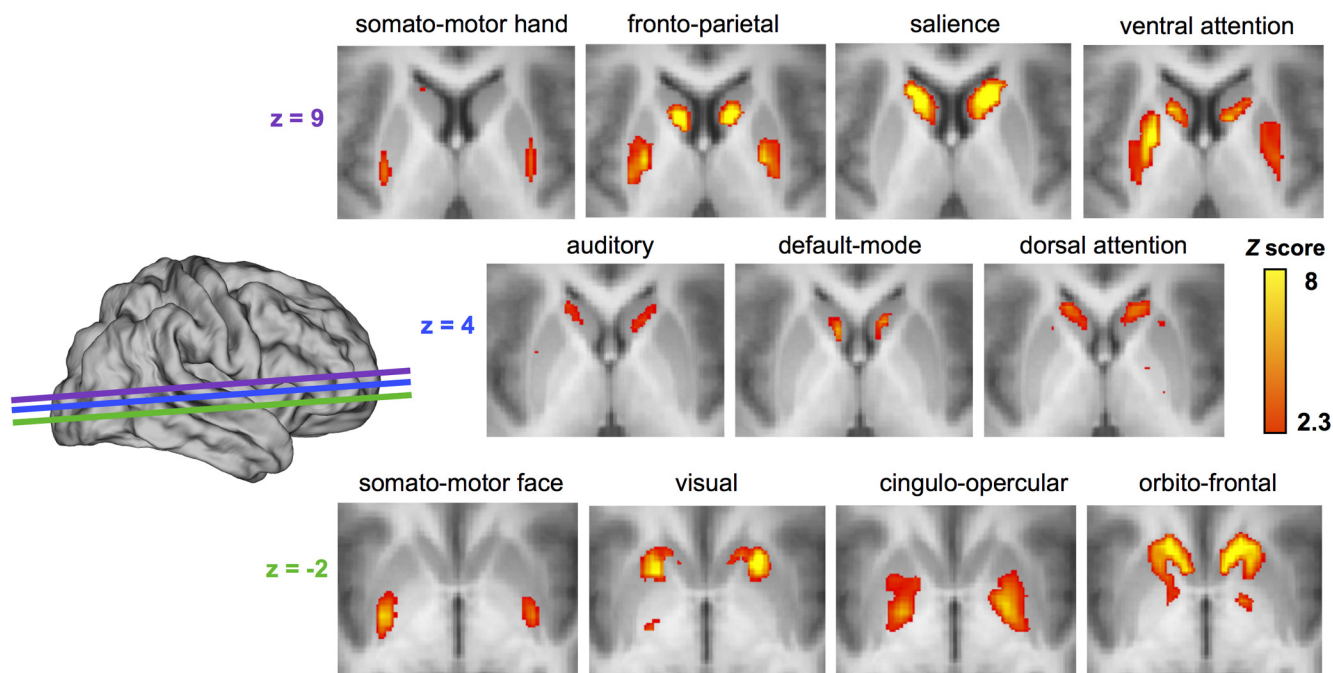 somato-motor hand
fronto-parietal
salience
ventral attention
z = 9
auditory
default-mode
dorsal attention
z = 4
Z score
8
2.3
somato-motor face
visual
cingulo-opercular
orbito-frontal
z = -2